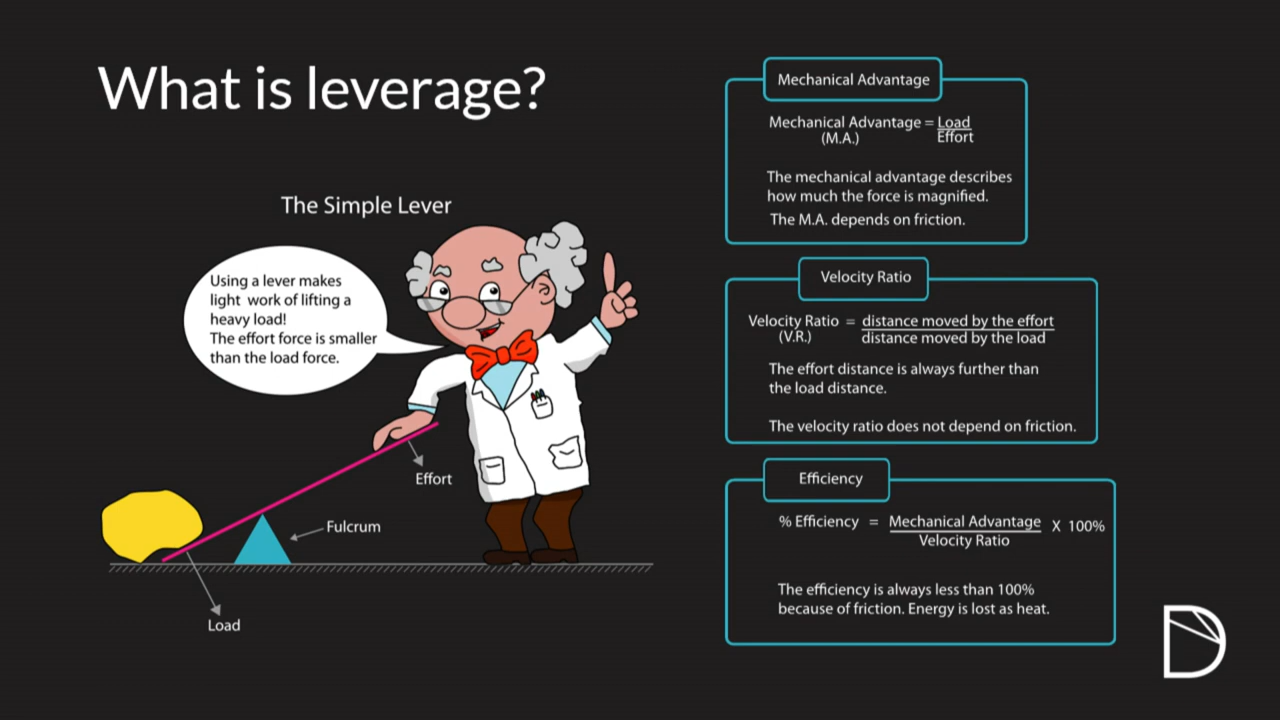 What is leverage?
The Simple Lever
Using a lever makes
light work of lifting a
heavy load!
The effort force is smaller
than the load force.
Effort
Fulcrum
Load
Mechanical Advantage
Mechanical Advantage = Load
(M.A.) Effort
The mechanical advantage describes
how much the force is magnified.
The M.A. depends on friction.
Velocity Ratio
Velocity Ratio = distance moved by the effort
(V.R.) distance moved by the load
The effort distance is always further than
the load distance.
The velocity ratio does not depend on friction.
Efficiency
% Efficiency = Mechanical Advantage X 100%
Velocity Ratio
The efficiency is always less than 100%
because of friction. Energy is lost as heat.